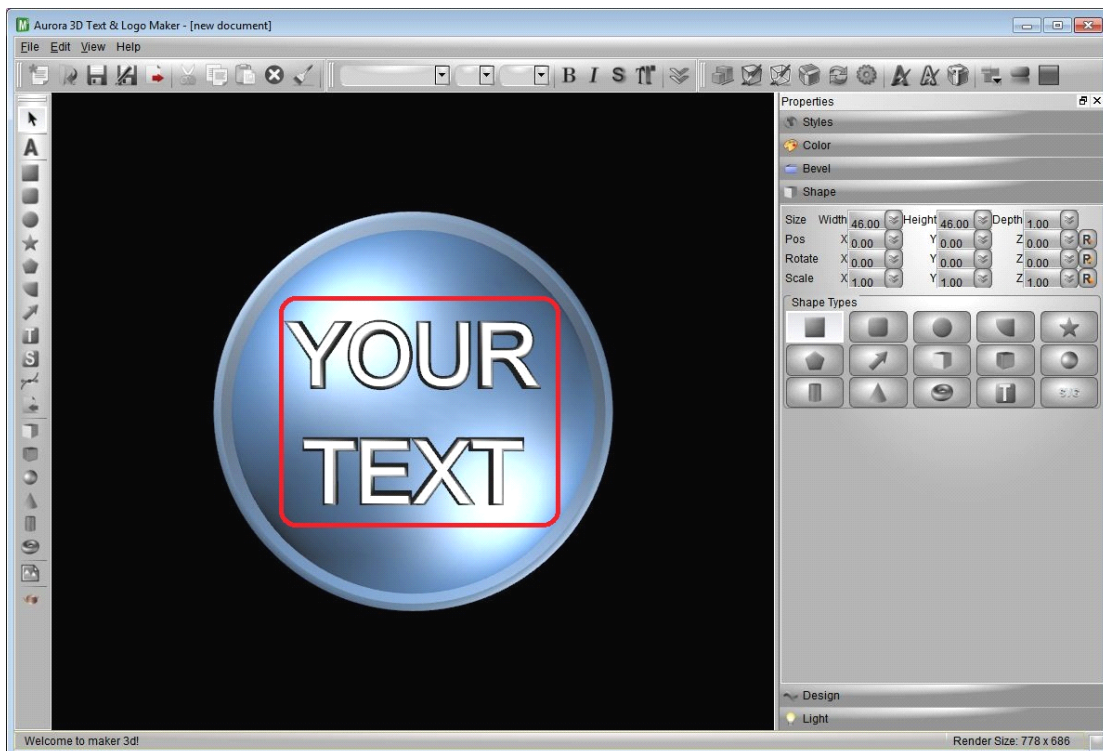 M Aurora 3D Text & Logo Maker - [new document]
File Edit View Help
B I S T
Properties
Styles
Color
Bevel
Shape
Size Width 46.00 Height 46.00 Depth 1.00
Pos X 0.00 Y 0.00 Z 0.00 R
Rotate X 0.00 Y 0.00 Z 0.00 R
Scale X 1.00 Y 1.00 Z 1.00 R
Shape Types
T SVG
A
T
S
YOUR
TEXT
Design
Light
Welcome to maker 3d!
Render Size: 778 x 686